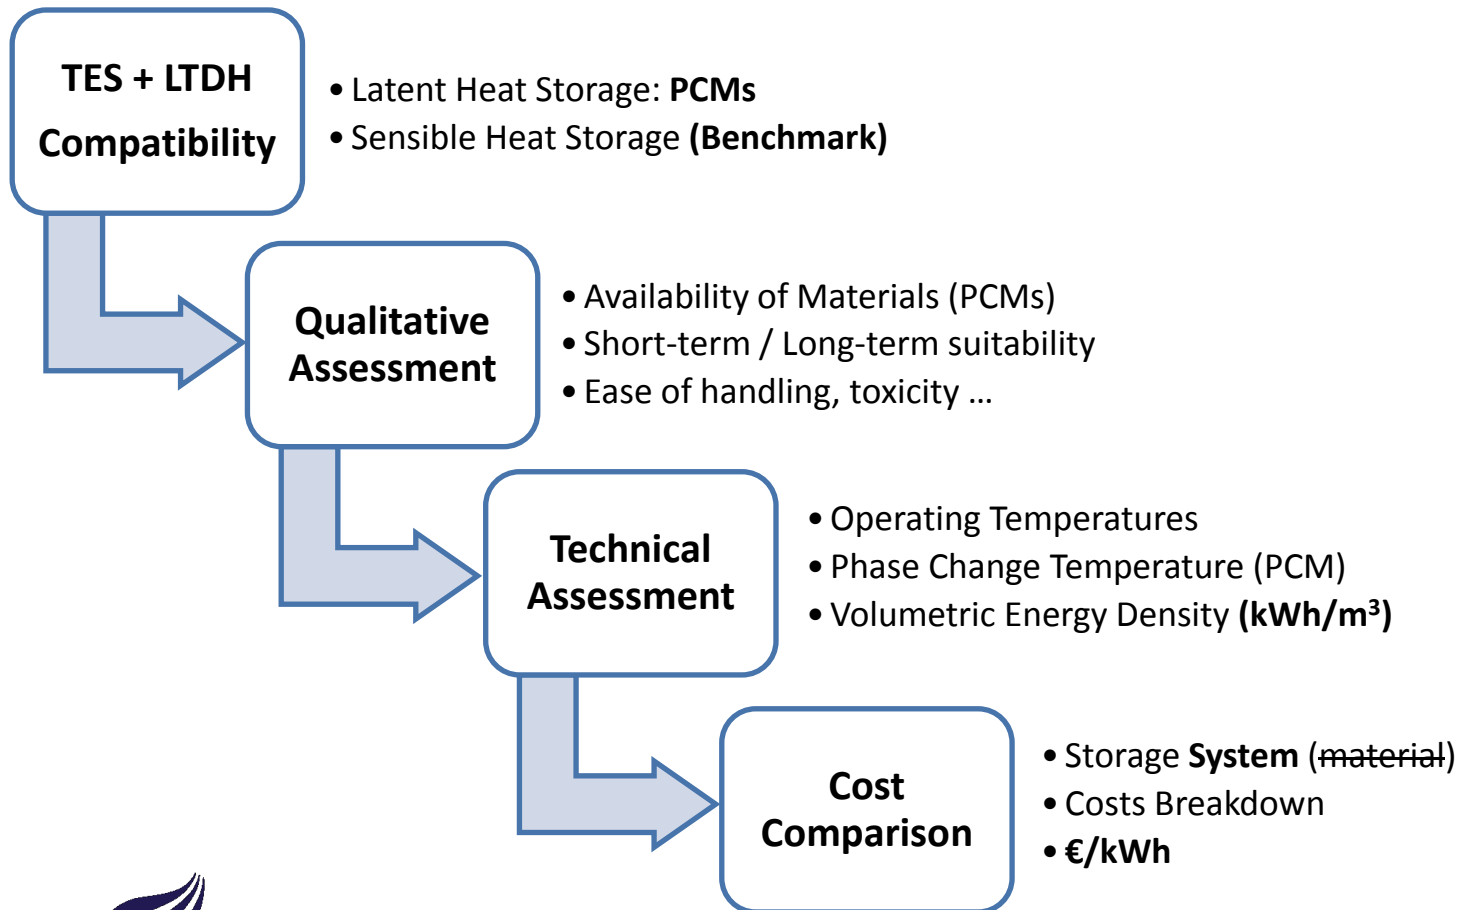 TES + LTDH
Compatibility
• Latent Heat Storage: PCMs
• Sensible Heat Storage (Benchmark)
Qualitative
Assessment
• Availability of Materials (PCMs)
• Short-term / Long-term suitability
• Ease of handling, toxicity ...
Technical
Assessment
• Operating Temperatures
• Phase Change Temperature (PCM)
• Volumetric Energy Density (kWh/m³)
Cost
Comparison
• Storage System (material)
• Costs Breakdown
• €/kWh